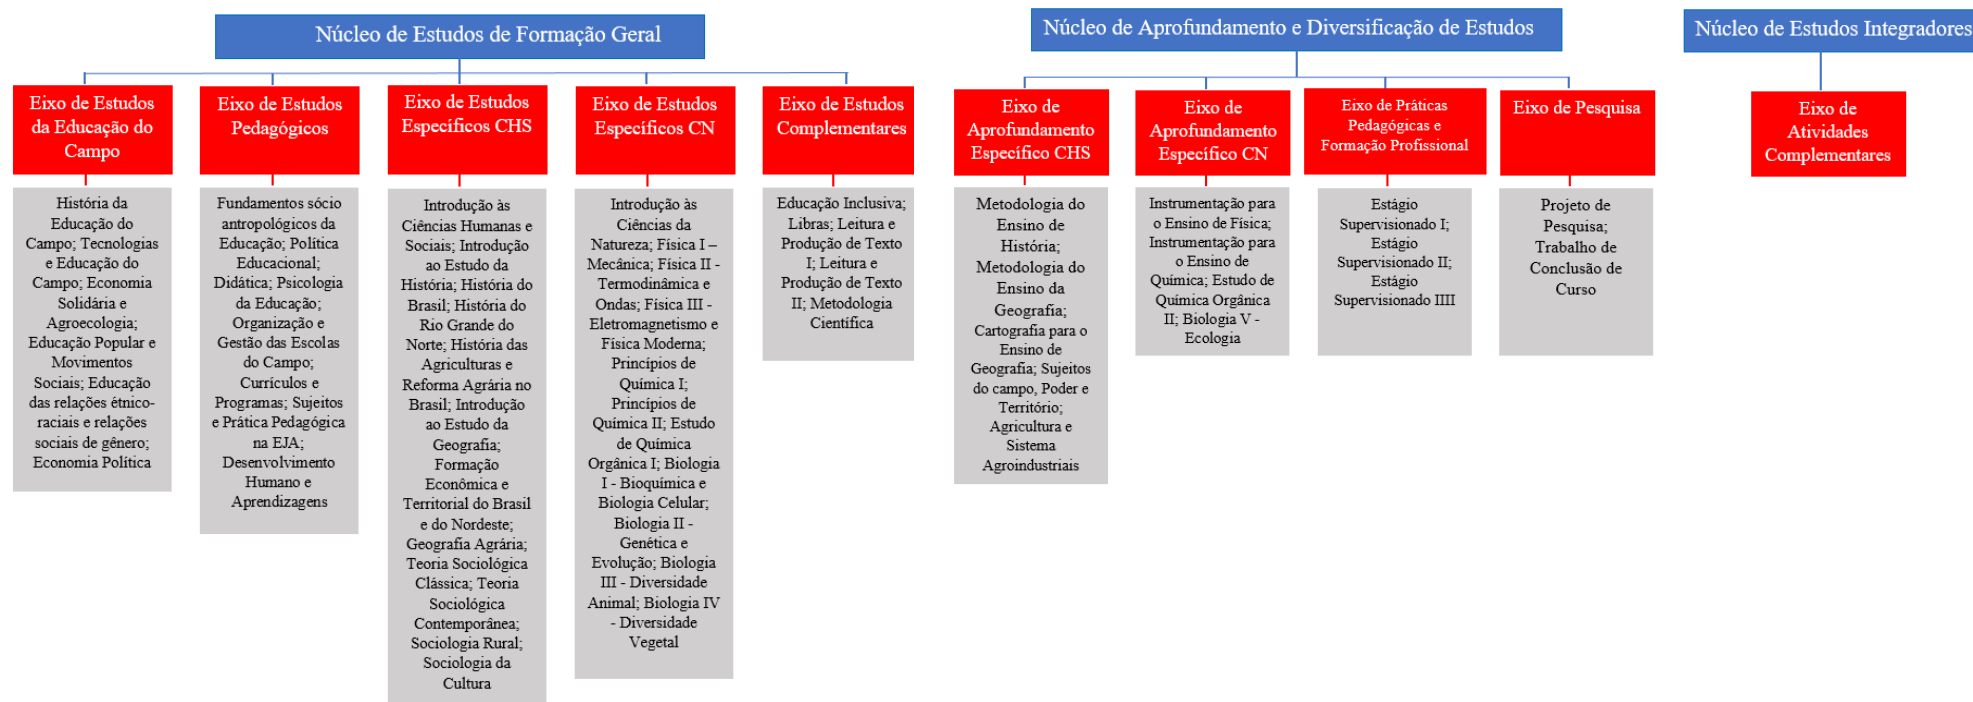 Núcleo de Estudos de Formação Geral
Eixo de Estudos
da Educação do
Campo
História da
Educação do
Campo; Tecnologias
e Educação do
Campo; Economia
Solidária e
Agroecologia;
Educação Popular e
Movimentos
Sociais; Educação
das relações étnico-
raciais e relações
sociais de gênero;
Economia Política
Eixo de Estudos
Pedagógicos
Fundamentos sócio
antropológicos da
Educação; Política
Educacional;
Didática; Psicologia
da Educação;
Organização e
Gestão das Escolas
do Campo;
Currículos e
Programas; Sujeitos
e Prática Pedagógica
na EJA;
Desenvolvimento
Humano e
Aprendizagens
Eixo de Estudos
Específicos CHS
Introdução às
Ciências Humanas e
Sociais; Introdução
ao Estudo da
História; História do
Brasil; História do
Rio Grande do
Norte; História das
Agriculturas e
Reforma Agrária no
Brasil; Introdução
ao Estudo da
Geografia;
Formação
Econômica e
Territorial do Brasil
e do Nordeste;
Geografia Agrária;
Teoria Sociológica
Clássica; Teoria
Sociológica
Contemporânea;
Sociologia Rural;
Sociologia da
Cultura
Eixo de Estudos
Específicos CN
Introdução às
Ciências da
Natureza; Física I –
Mecânica; Física II -
Termodinâmica e
Ondas; Física III -
Eletromagnetismo e
Física Moderna;
Princípios de
Química I;
Princípios de
Química II; Estudo
de Química
Orgânica I; Biologia
I - Bioquímica e
Biologia Celular;
Biologia II -
Genética e
Evolução; Biologia
III - Diversidade
Animal; Biologia IV
- Diversidade
Vegetal
Eixo de Estudos
Complementares
Educação Inclusiva;
Libras; Leitura e
Produção de Texto
I; Leitura e
Produção de Texto
II; Metodologia
Científica
Núcleo de Aprofundamento e Diversificação de Estudos
Eixo de
Aprofundamento
Específico CHS
Metodologia do
Ensino de
História;
Metodologia do
Ensino da
Geografia;
Cartografia para o
Ensino de
Geografia; Sujeitos
do campo, Poder e
Território;
Agricultura e
Sistema
Agroindustriais
Eixo de
Aprofundamento
Específico CN
Instrumentação para
o Ensino de Física;
Instrumentação para
o Ensino de
Química; Estudo de
Química Orgânica
II; Biologia V -
Ecologia
Eixo de Práticas
Pedagógicas e
Formação Profissional
Estágio
Supervisionado I;
Estágio
Supervisionado II;
Estágio
Supervisionado IIII
Eixo de Pesquisa
Projeto de
Pesquisa;
Trabalho de
Conclusão de
Curso
Núcleo de Estudos Integradores
Eixo de
Atividades
Complementares